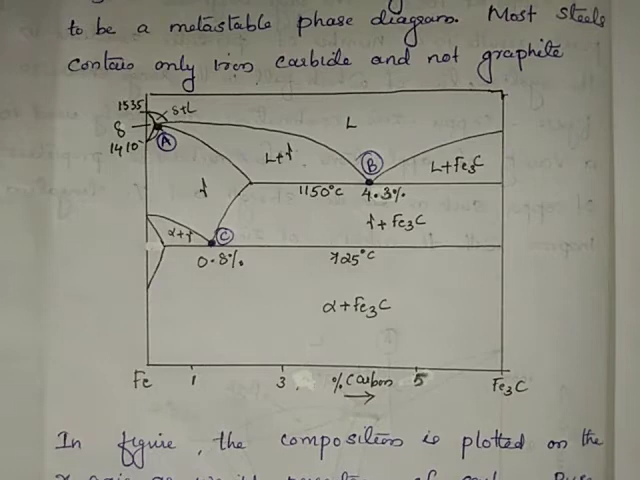 to be a metastable phase diagram. Most steels
contain only iron carbide and not graphite
1535
δ+L
L
δ
A
1410
L+γ
B
L+Fe3C
γ
1150°C
4.3%
γ+Fe3C
α+γ
C
0.8%
725°C
α+Fe3C
Fe
1
3
% Carbon
5
Fe3C
In figure, the composition is plotted on the